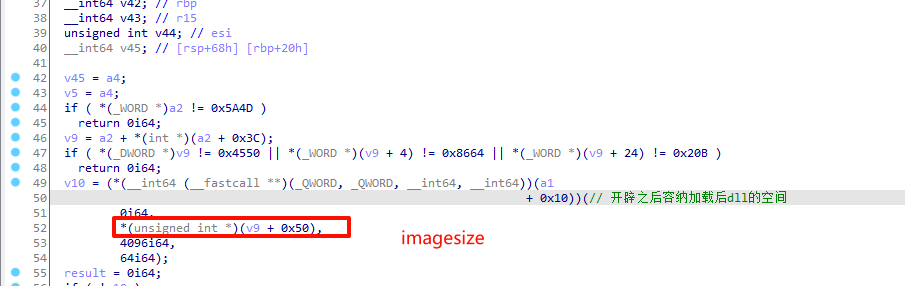 37 __int64 v42; // rbp
38 __int64 v43; // r15
39 unsigned int v44; // esi
40 __int64 v45; // [rsp+68h] [rbp+20h]
41
42 v45 = a4;
43 v5 = a4;
44 if ( *(_WORD *)a2 != 0x5A4D )
45 return 0i64;
46 v9 = a2 + *(int *)(a2 + 0x3C);
47 if ( *(_DWORD *)v9 != 0x4550 || *(_WORD *)(v9 + 4) != 0x8664 || *(_WORD *)(v9 + 24) != 0x20B )
48 return 0i64;
49 v10 = (*(__int64 (__fastcall **)(_QWORD, _QWORD, __int64, __int64))(a1
50 + 0x10))(// 开辟之后容纳加载后dll的空间
51 0i64,
52 *(unsigned int *)(v9 + 0x50),
53 4096i64,
imagesize
54 64i64);
55 result = 0i64;